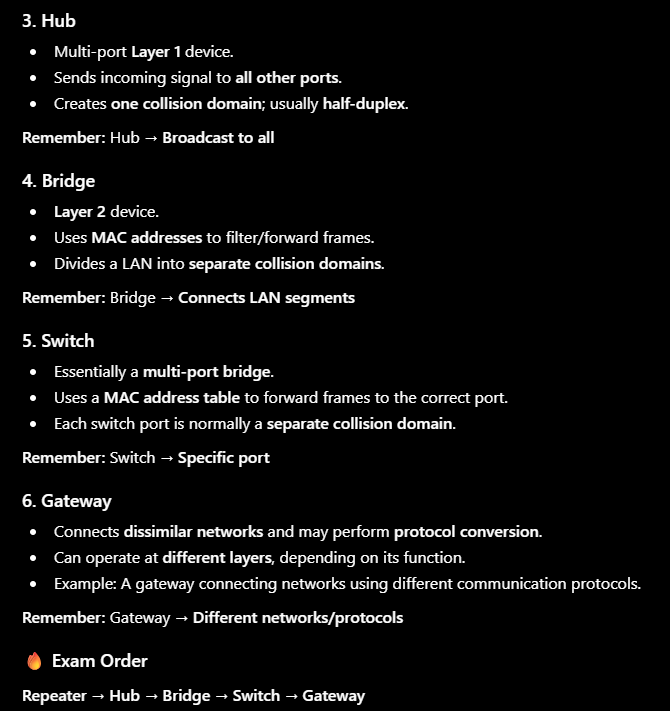 3. Hub
• Multi-port Layer 1 device.
• Sends incoming signal to all other ports.
• Creates one collision domain; usually half-duplex.
Remember: Hub → Broadcast to all
4. Bridge
• Layer 2 device.
• Uses MAC addresses to filter/forward frames.
• Divides a LAN into separate collision domains.
Remember: Bridge → Connects LAN segments
5. Switch
• Essentially a multi-port bridge.
• Uses a MAC address table to forward frames to the correct port.
• Each switch port is normally a separate collision domain.
Remember: Switch → Specific port
6. Gateway
• Connects dissimilar networks and may perform protocol conversion.
• Can operate at different layers, depending on its function.
• Example: A gateway connecting networks using different communication protocols.
Remember: Gateway → Different networks/protocols
🔥 Exam Order
Repeater → Hub → Bridge → Switch → Gateway